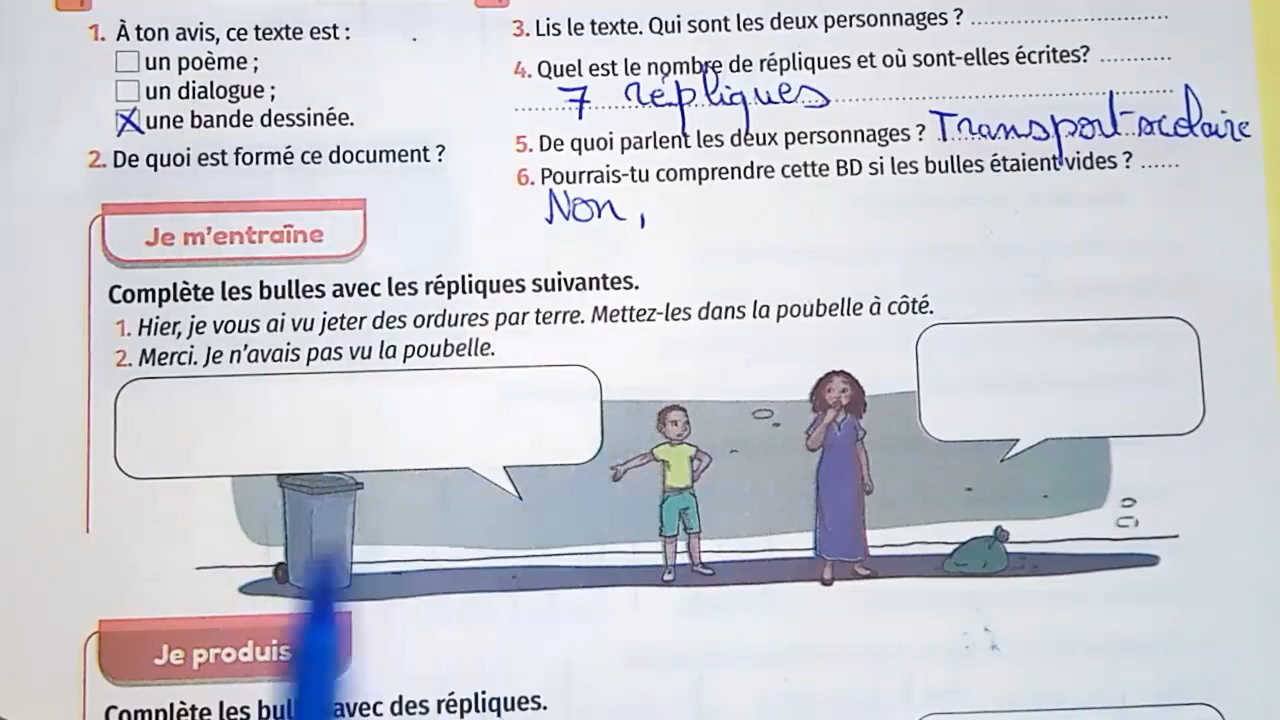 1. À ton avis, ce texte est :
un poème ;
un dialogue ;
une bande dessinée.
2. De quoi est formé ce document ?
3. Lis le texte. Qui sont les deux personnages ? ..............................
4. Quel est le nombre de répliques et où sont-elles écrites? ............
7 répliques
5. De quoi parlent les deux personnages ? Transport scolaire
6. Pourrais-tu comprendre cette BD si les bulles étaient vides ? ......
Non,
Je m'entraîne
Complète les bulles avec les répliques suivantes.
1. Hier, je vous ai vu jeter des ordures par terre. Mettez-les dans la poubelle à côté.
2. Merci. Je n'avais pas vu la poubelle.
Je produis
Complète les bul avec des répliques.